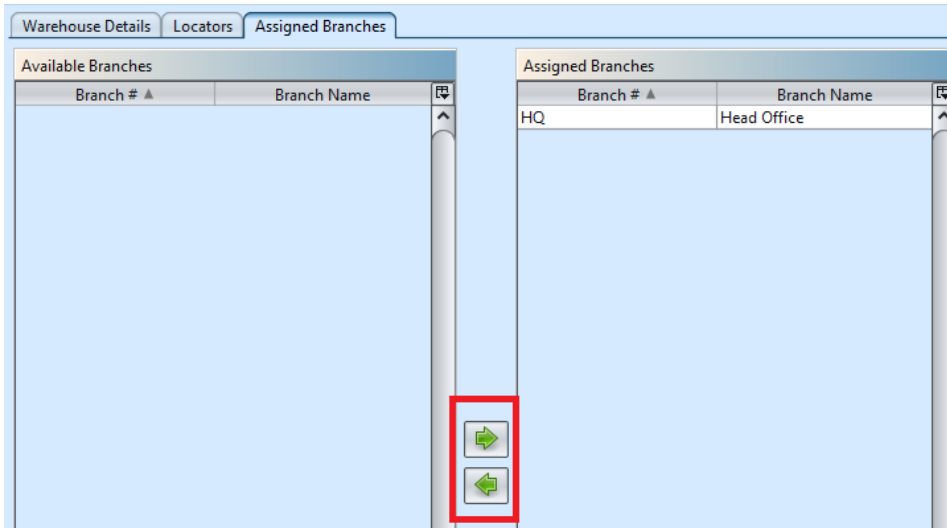 Warehouse Details Locators Assigned Branches
Available Branches Assigned Branches
Branch # Branch Name Branch # Branch Name
HQ Head Office